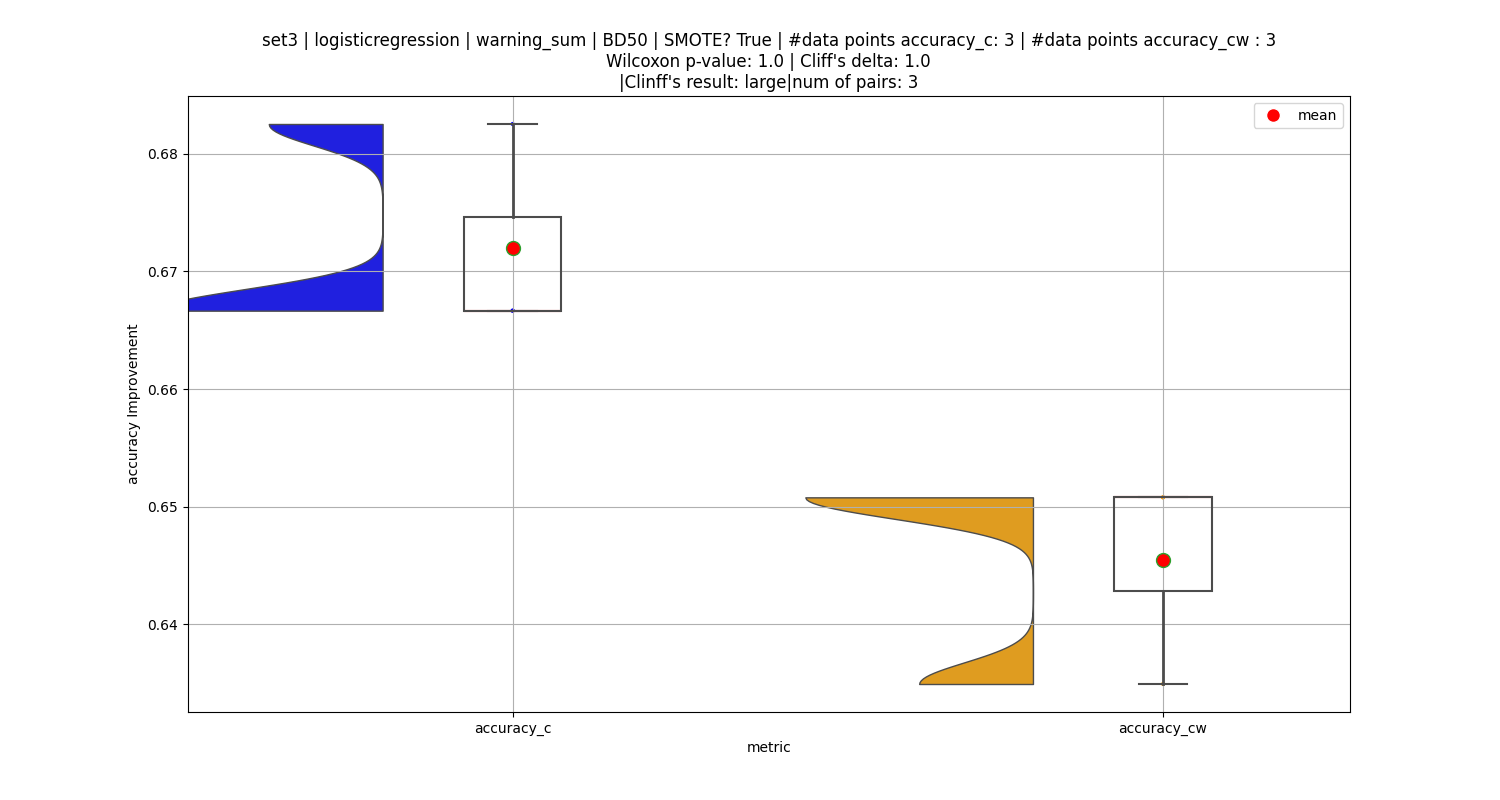 set3 | logisticregression | warning_sum | BD50 | SMOTE? True | #data points accuracy_c: 3 | #data points accuracy_cw : 3
Wilcoxon p-value: 1.0 | Cliff's delta: 1.0
|Clinff's result: large|num of pairs: 3
mean
0.68
0.67
0.66
0.65
0.64
accuracy Improvement
accuracy_c
accuracy_cw
metric